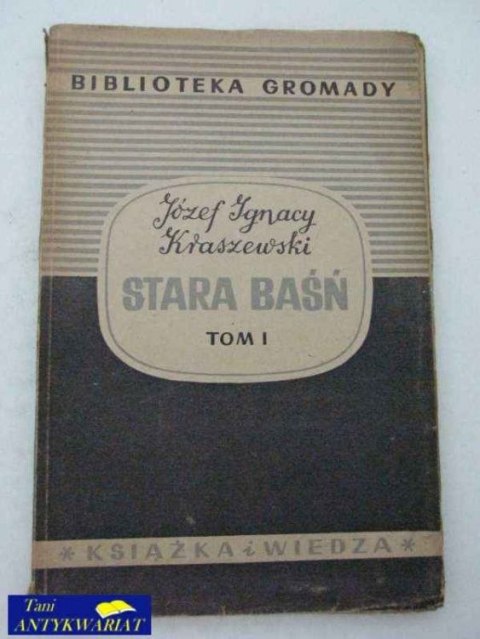 BIBLIOTEKA GROMADY
Józef Ignacy
Kraszewski
STARA BAŚŃ
TOM I
* KSIĄŻKA i WIEDZA *
Tani
ANTYKWARIAT